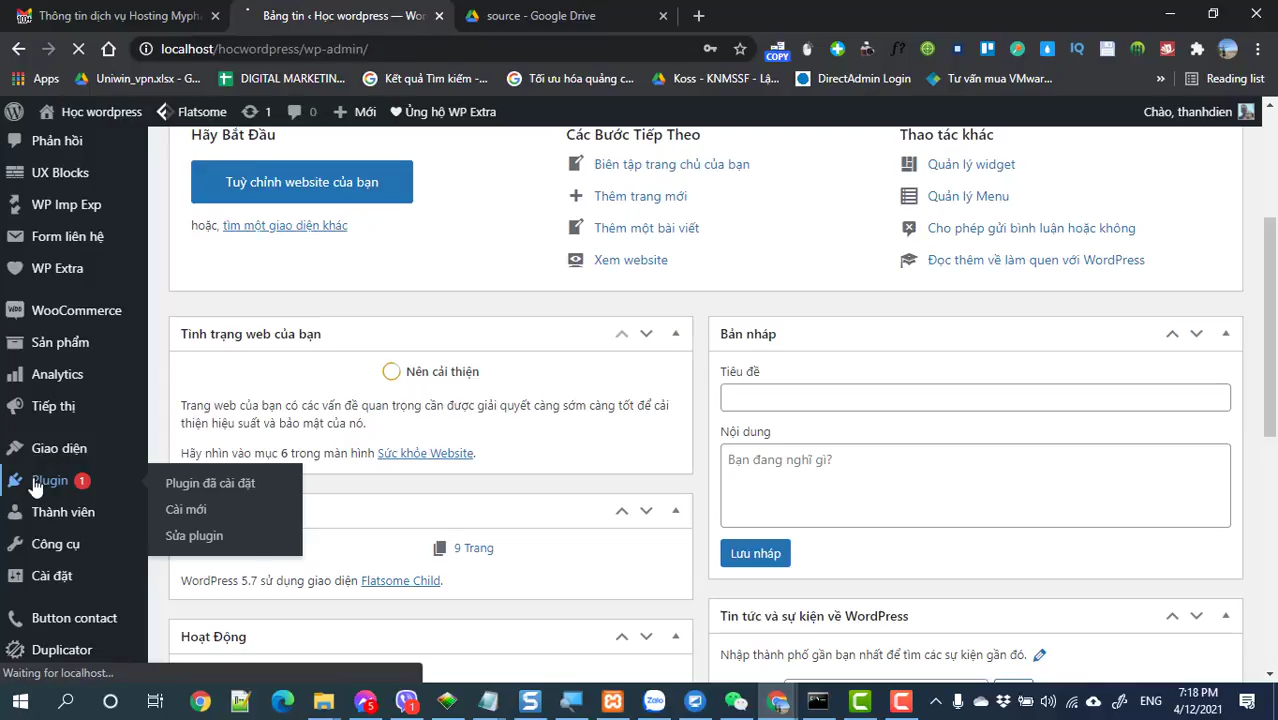 Thông tin dịch vụ Hosting Myph
Bảng tin ‹ Học wordpress — Wor
source - Google Drive
localhost/hocwordpress/wp-admin/
COPY
f?
IQ
Apps
Uniwin_vpn.xlsx - G...
DIGITAL MARKETIN...
Kết quả Tìm kiếm -...
Tối ưu hóa quảng c...
Koss - KNMSSF - Lậ...
DirectAdmin Login
Tư vấn mua VMwar...
»
Reading list
Học wordpress
Flatsome
1
0
Mới
Ủng hộ WP Extra
Chào, thanhdien
Phản hồi
UX Blocks
WP Imp Exp
Form liên hệ
WP Extra
WooCommerce
Sản phẩm
Analytics
Tiếp thị
Giao diện
Plugin 1
Thành viên
Công cụ
Cài đặt
Button contact
Duplicator
Plugin đã cài đặt
Cài mới
Sửa plugin
Hãy Bắt Đầu
Tuỳ chỉnh website của bạn
hoặc, tìm một giao diện khác
Các Bước Tiếp Theo
Biên tập trang chủ của bạn
Thêm trang mới
Thêm một bài viết
Xem website
Thao tác khác
Quản lý widget
Quản lý Menu
Cho phép gửi bình luận hoặc không
Đọc thêm về làm quen với WordPress
Tình trạng web của bạn
Nên cải thiện
Trang web của bạn có các vấn đề quan trọng cần được giải quyết càng sớm càng tốt để cải
thiện hiệu suất và bảo mật của nó.
Hãy nhìn vào mục 6 trong màn hình Sức khỏe Website.
9 Trang
WordPress 5.7 sử dụng giao diện Flatsome Child.
Hoạt Động
Bản nháp
Tiêu đề
Nội dung
Bạn đang nghĩ gì?
Lưu nháp
Tin tức và sự kiện về WordPress
Nhập thành phố gần bạn nhất để tìm các sự kiện gần đó.
Waiting for localhost...
5
1
Zalo
ENG
7:18 PM
4/12/2021